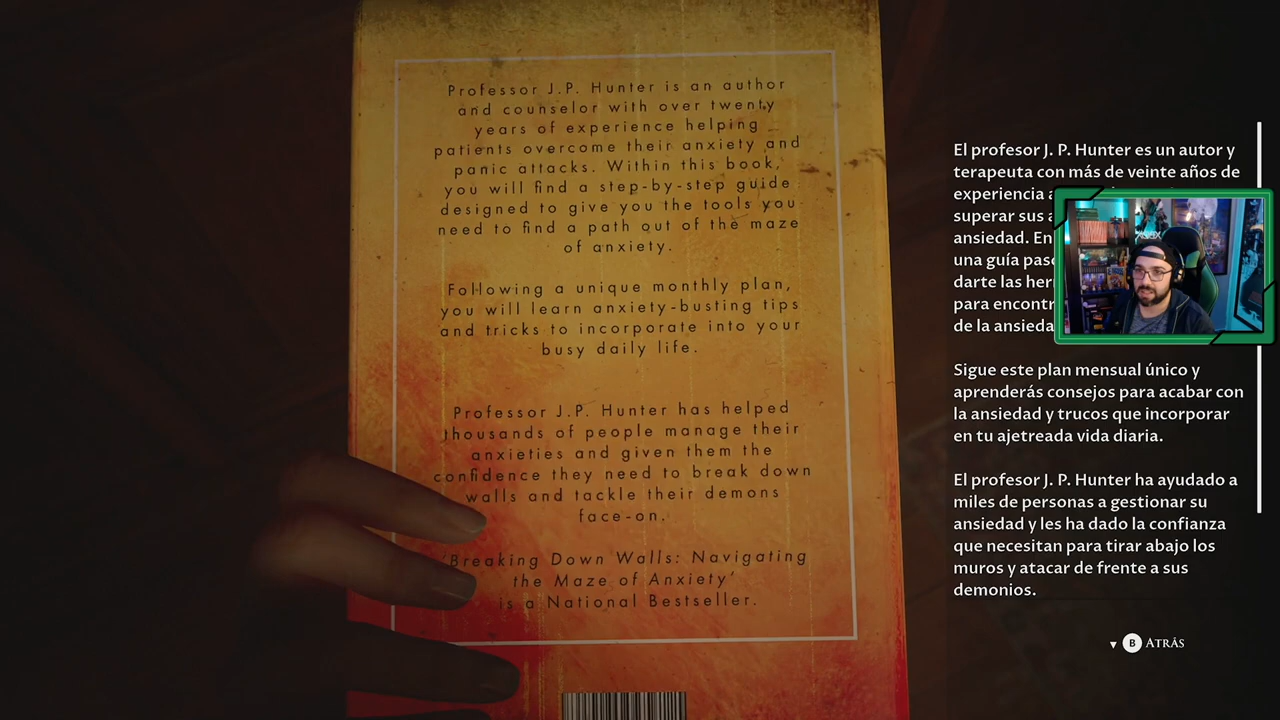 Professor J.P. Hunter is an author
and counselor with over twenty
years of experience helping
patients overcome their anxiety and
panic attacks. Within this book,
you will find a step-by-step guide
designed to give you the tools you
need to find a path out of the maze
of anxiety.
Following a unique monthly plan,
you will learn anxiety-busting tips
and tricks to incorporate into your
busy daily life.
Professor J.P. Hunter has helped
thousands of people manage their
anxieties and given them the
confidence they need to break down
walls and tackle their demons
face-on.
'Breaking Down Walls: Navigating
the Maze of Anxiety'
is a National Bestseller.
El profesor J. P. Hunter es un autor y
terapeuta con más de veinte años de
experiencia
superar sus
ansiedad. En
una guía
darte las
para
de la
Sigue este plan mensual único y
aprenderás consejos para acabar con
la ansiedad y trucos que incorporar
en tu ajetreada vida diaria.
El profesor J. P. Hunter ha ayudado a
miles de personas a gestionar su
ansiedad y les ha dado la confianza
que necesitan para tirar abajo los
muros y atacar de frente a sus
demonios.
B ATRÁS